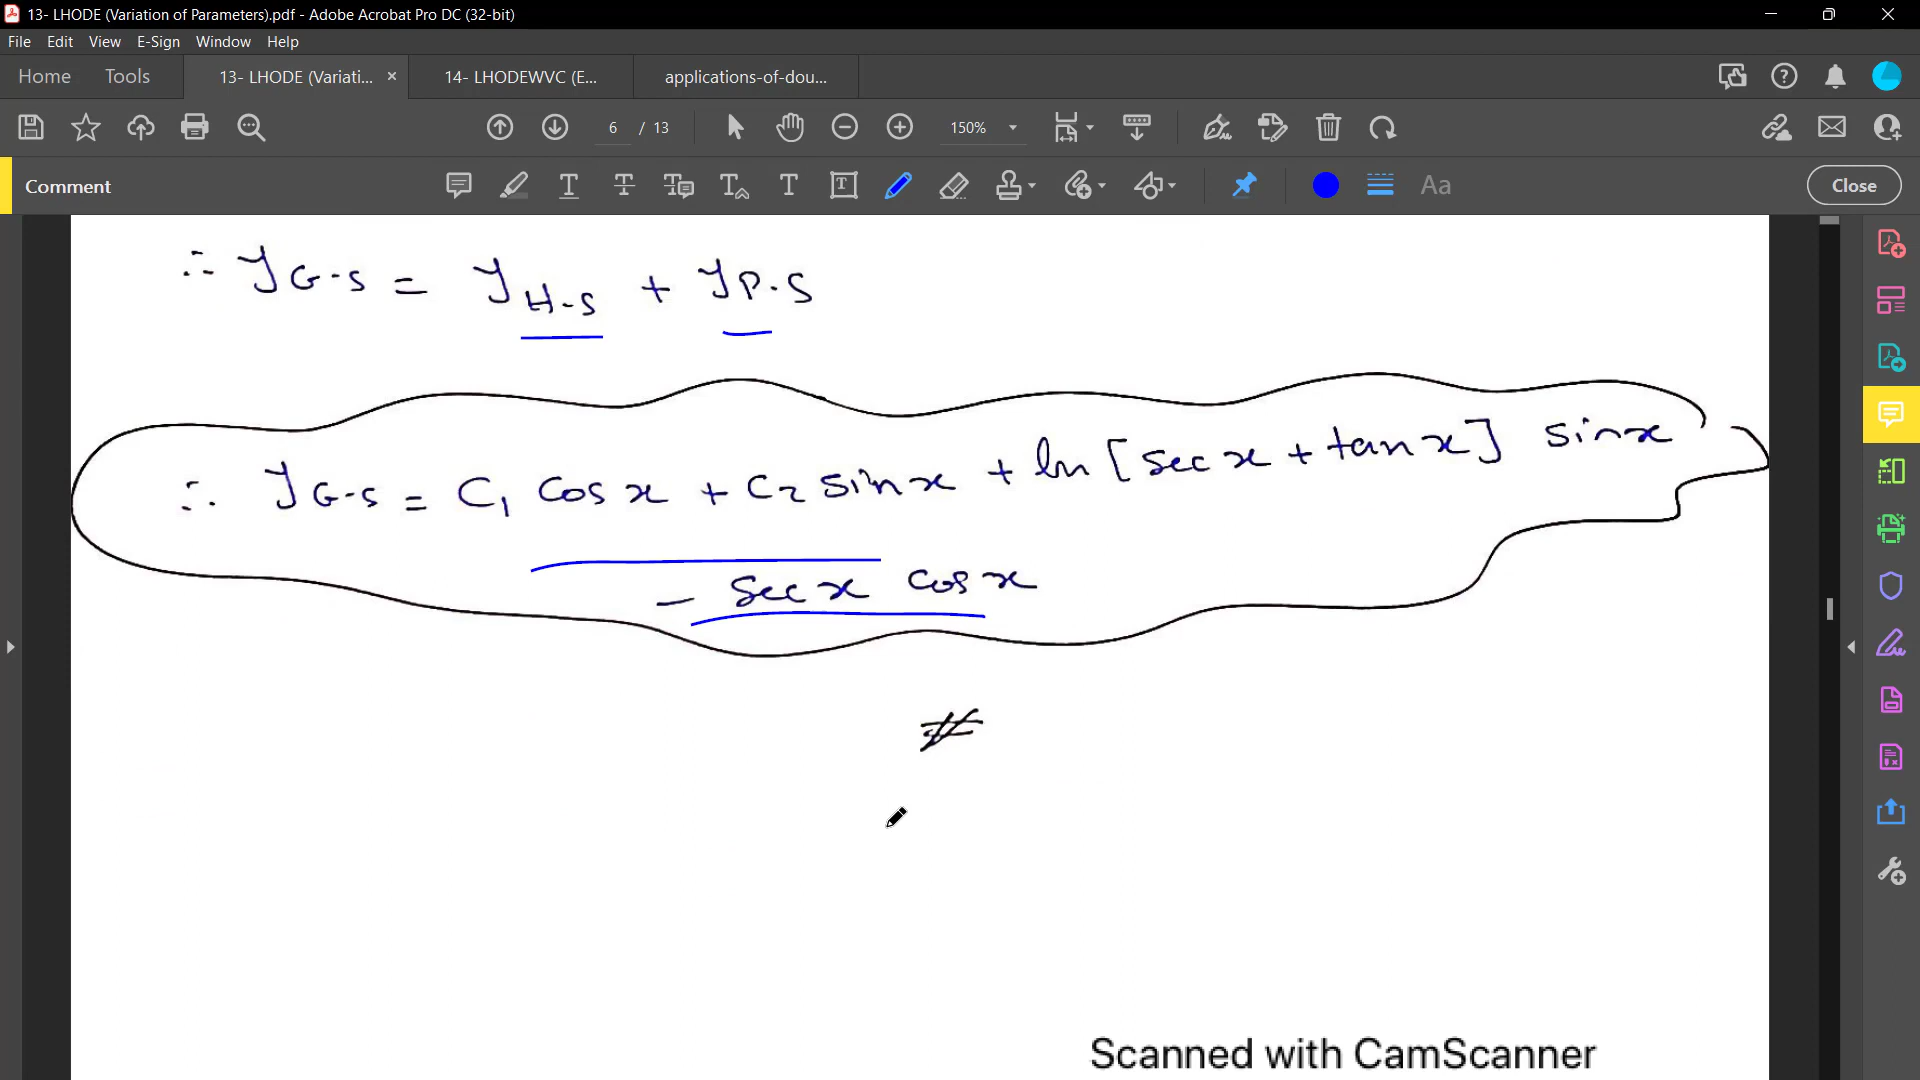 13- LHODE (Variation of Parameters).pdf - Adobe Acrobat Pro DC (32-bit)
File Edit View E-Sign Window Help
Home Tools 13- LHODE (Variati... × 14- LHODEWVC (E... applications-of-dou...
6 / 13 150%
Comment Aa Close
∴ y G.S = y H.S + y P.S
∴ y G.S = C₁ cos x + C₂ sin x + ln [sec x + tan x] sin x
− sec x cos x
#
Scanned with CamScanner